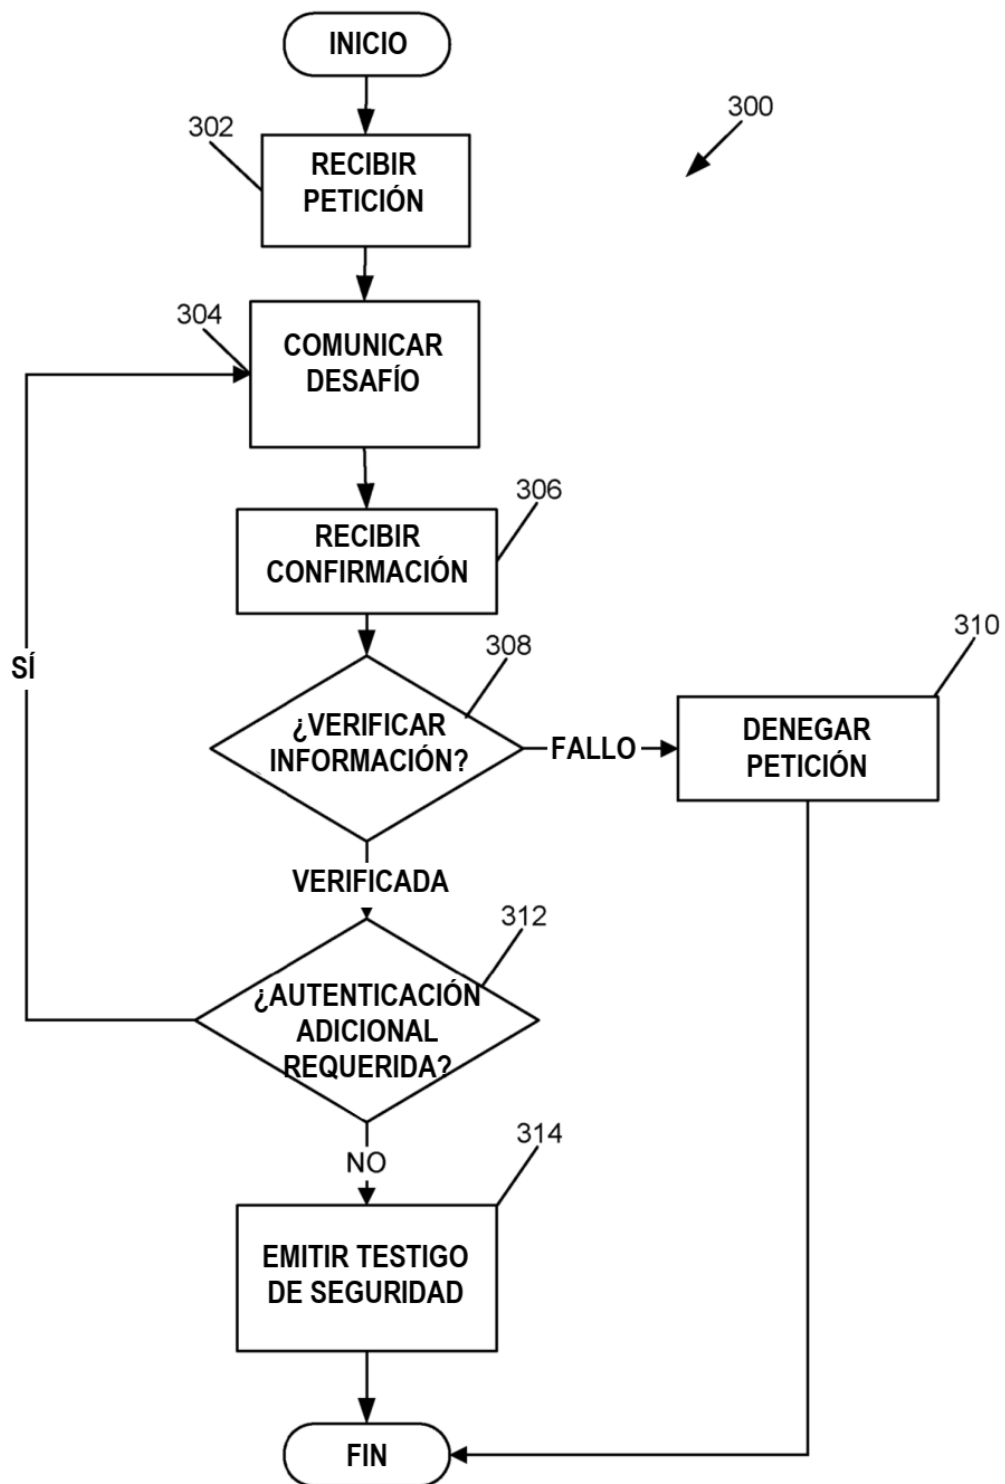 INICIO
300
302
RECIBIR
PETICIÓN
304
COMUNICAR
DESAFÍO
306
RECIBIR
CONFIRMACIÓN
SÍ
308
310
¿VERIFICAR
INFORMACIÓN?
FALLO
DENEGAR
PETICIÓN
VERIFICADA
312
¿AUTENTICACIÓN
ADICIONAL
REQUERIDA?
NO
314
EMITIR TESTIGO
DE SEGURIDAD
FIN